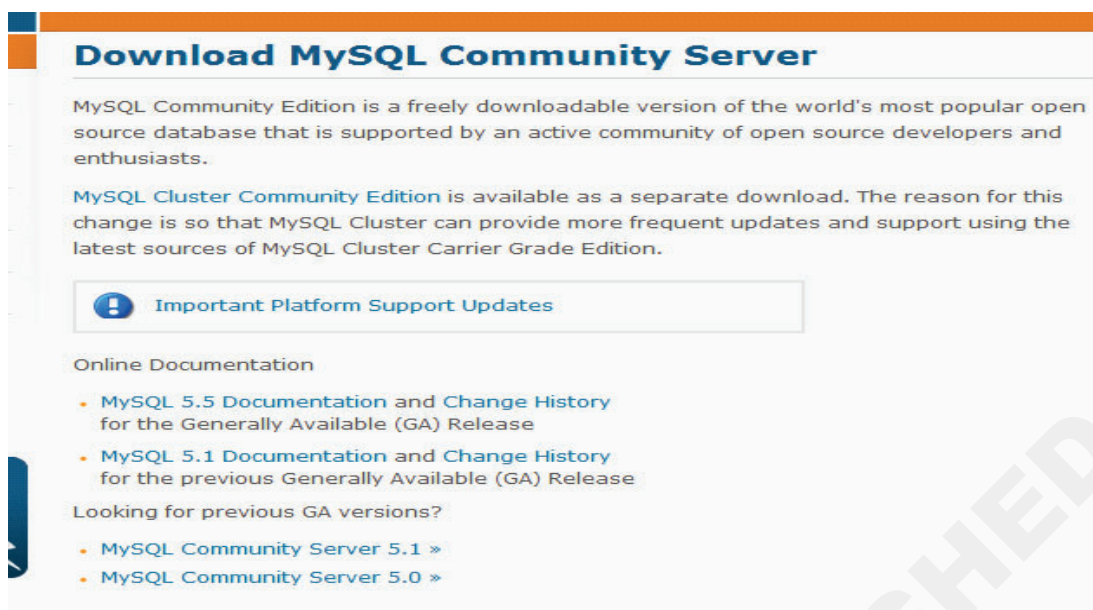 Download MySQL Community Server
MySQL Community Edition is a freely downloadable version of the world's most popular open
source database that is supported by an active community of open source developers and
enthusiasts.
MySQL Cluster Community Edition is available as a separate download. The reason for this
change is so that MySQL Cluster can provide more frequent updates and support using the
latest sources of MySQL Cluster Carrier Grade Edition.
Important Platform Support Updates
Online Documentation
MySQL 5.5 Documentation and Change History
for the Generally Available (GA) Release
MySQL 5.1 Documentation and Change History
for the previous Generally Available (GA) Release
Looking for previous GA versions?
MySQL Community Server 5.1 »
MySQL Community Server 5.0 »